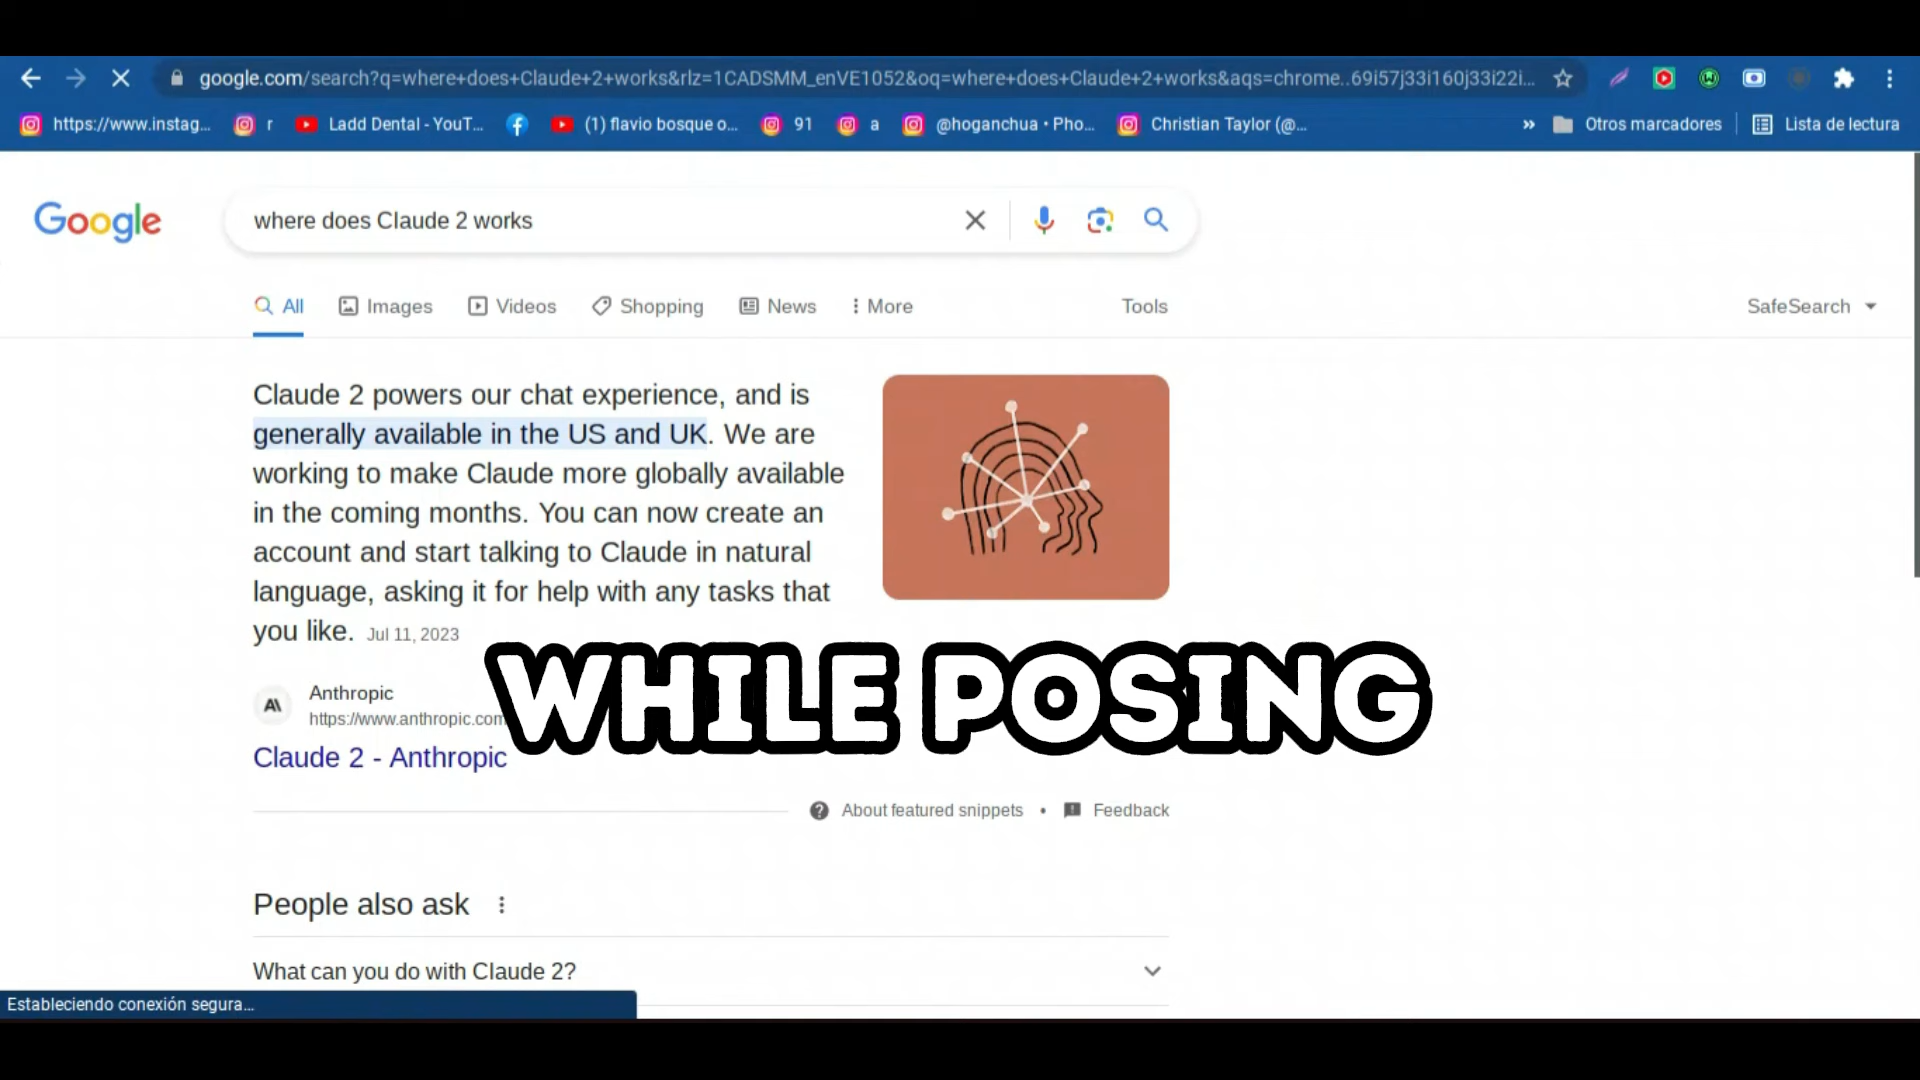 google.com/search?q=where+does+Claude+2+works&rlz=1CADSMM_enVE1052&oq=where+does+Claude+2+works&aqs=chrome..69i57j33i160j33i22i...
https://www.instag...
r
Ladd Dental - YouT...
(1) flavio bosque o...
91
a
@hoganchua • Pho...
Christian Taylor (@...
»
Otros marcadores
Lista de lectura
Google
where does Claude 2 works
All
Images
Videos
Shopping
News
More
Tools
SafeSearch
Claude 2 powers our chat experience, and is
generally available in the US and UK. We are
working to make Claude more globally available
in the coming months. You can now create an
account and start talking to Claude in natural
language, asking it for help with any tasks that
you like. Jul 11, 2023
WHILE POSING
Anthropic
https://www.anthropic.com
Claude 2 - Anthropic
About featured snippets • Feedback
People also ask
What can you do with Claude 2?
Estableciendo conexión segura...